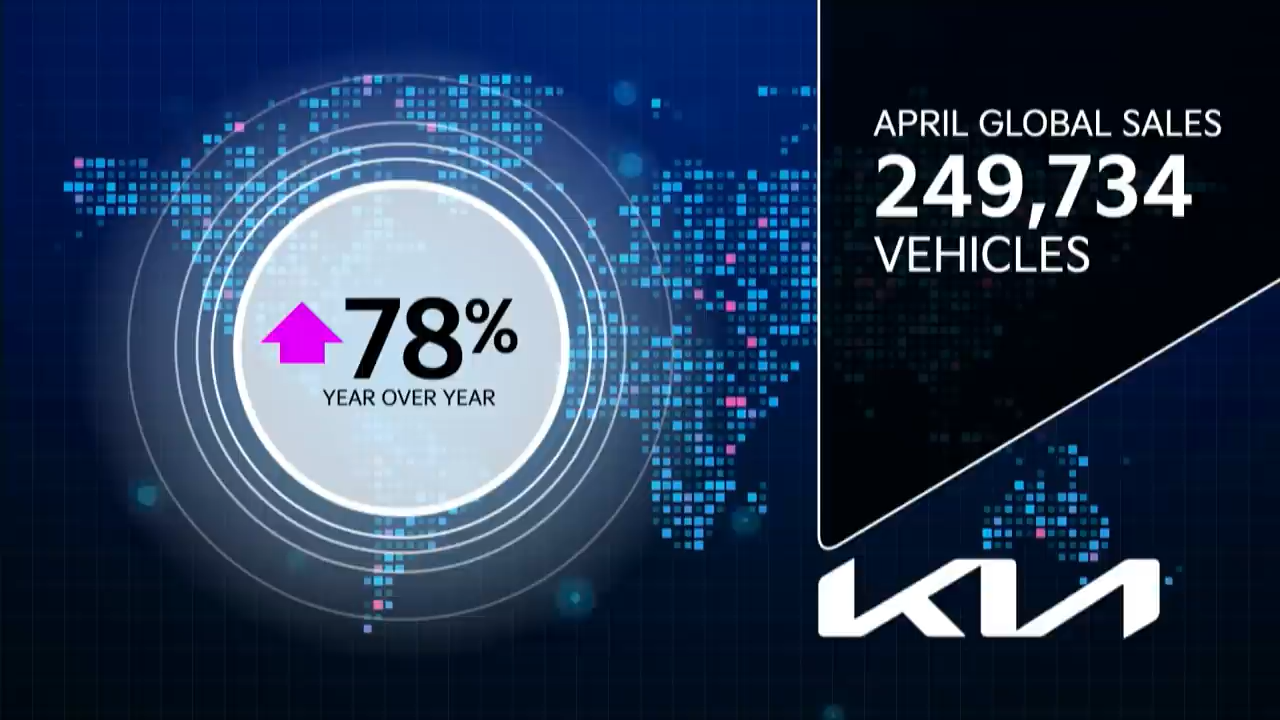 APRIL GLOBAL SALES
249,734
VEHICLES
78%
YEAR OVER YEAR
KIA